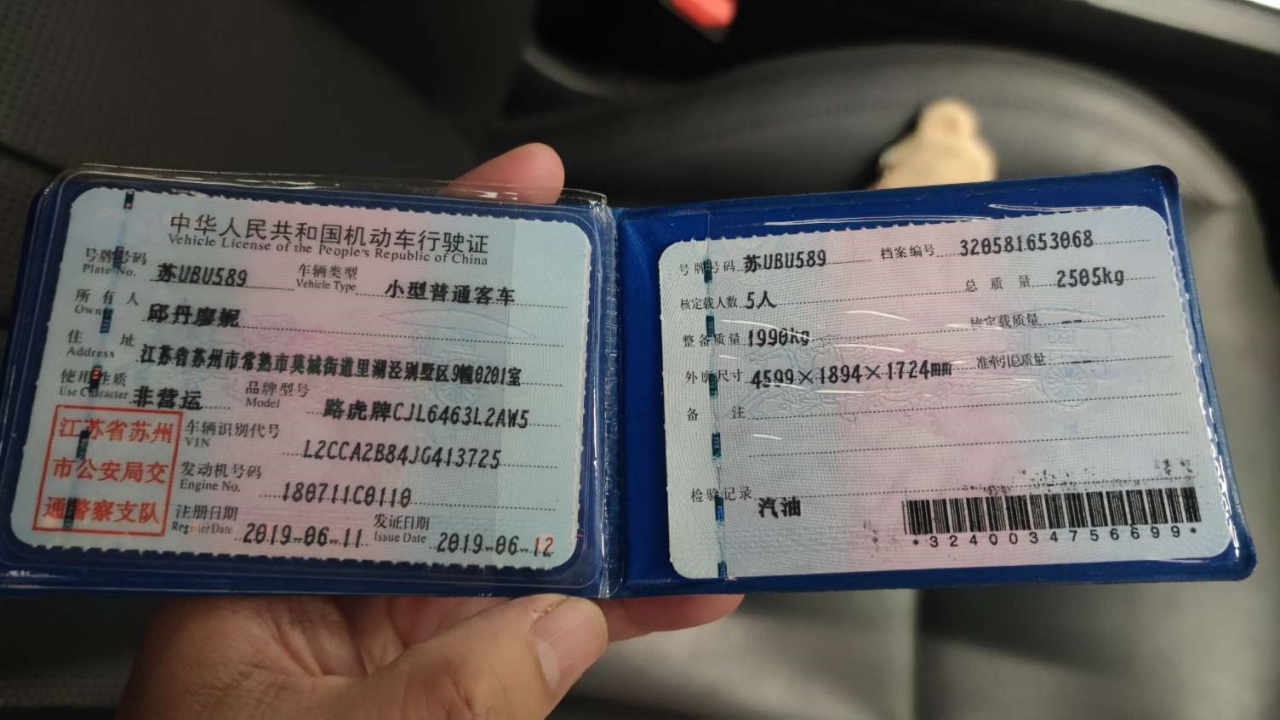 中华人民共和国机动车行驶证
Vehicle License of the People's Republic of China
号牌号码 Plate No. 苏UBU589 车辆类型 Vehicle Type 小型普通客车
所有人 Owner 邱丹廖妮
住址 Address 江苏省苏州市常熟市莫城街道里湖泾别墅区9幢0201室
使用性质 Use Character 非营运 品牌型号 Model 路虎牌CJL6463L2AW5
江苏省苏州
市公安局交
通警察支队
车辆识别代号 VIN L2CCA2B84JG413725
发动机号码 Engine No. 180711C0110
注册日期 Register Date 2019-06-11 发证日期 Issue Date 2019-06-12
号牌号码 苏UBU589 档案编号 320581653068
核定载人数 5人 总质量 2505kg
整备质量 1990kg 核定载质量 --
外廓尺寸 4599×1894×1724mm 准牵引总质量 --
备注
检验记录
汽油
*3240034756699*